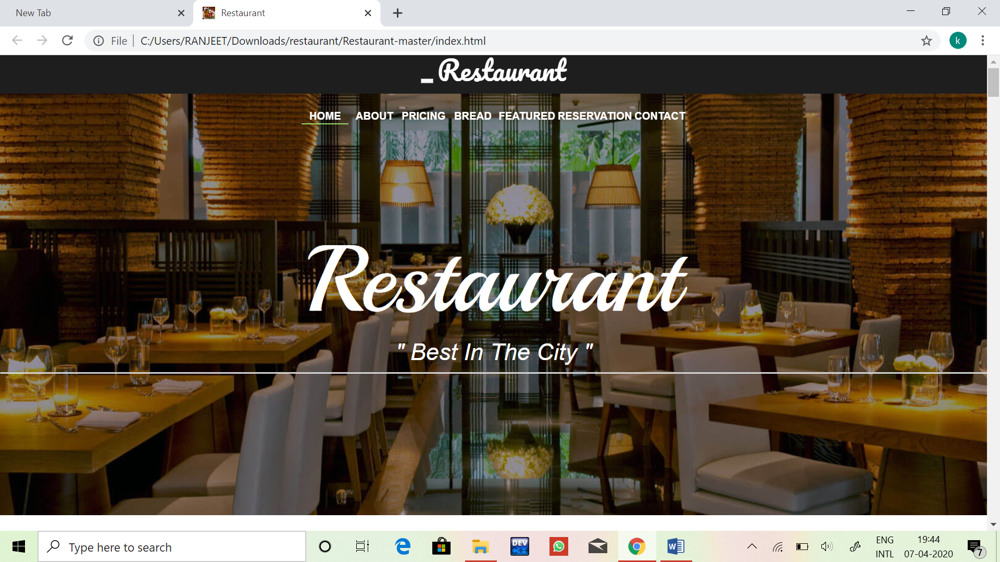 New Tab
Restaurant
File
C:/Users/RANJEET/Downloads/restaurant/Restaurant-master/index.html
k
_ Restaurant
HOME ABOUT PRICING BREAD FEATURED RESERVATION CONTACT
Restaurant
" Best In The City "
Type here to search
DEV
C++
W
ENG
INTL
19:44
07-04-2020
7